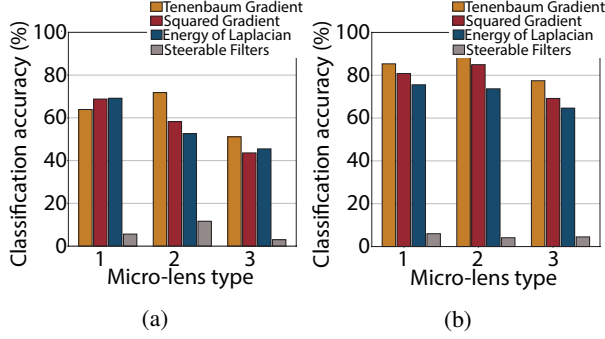 Tenenbaum Gradient
Squared Gradient
Energy of Laplacian
Steerable Filters
Classification accuracy (%)
100
80
60
40
20
0
1 2 3
Micro-lens type
(a)
Tenenbaum Gradient
Squared Gradient
Energy of Laplacian
Steerable Filters
Classification accuracy (%)
100
80
60
40
20
0
1 2 3
Micro-lens type
(b)